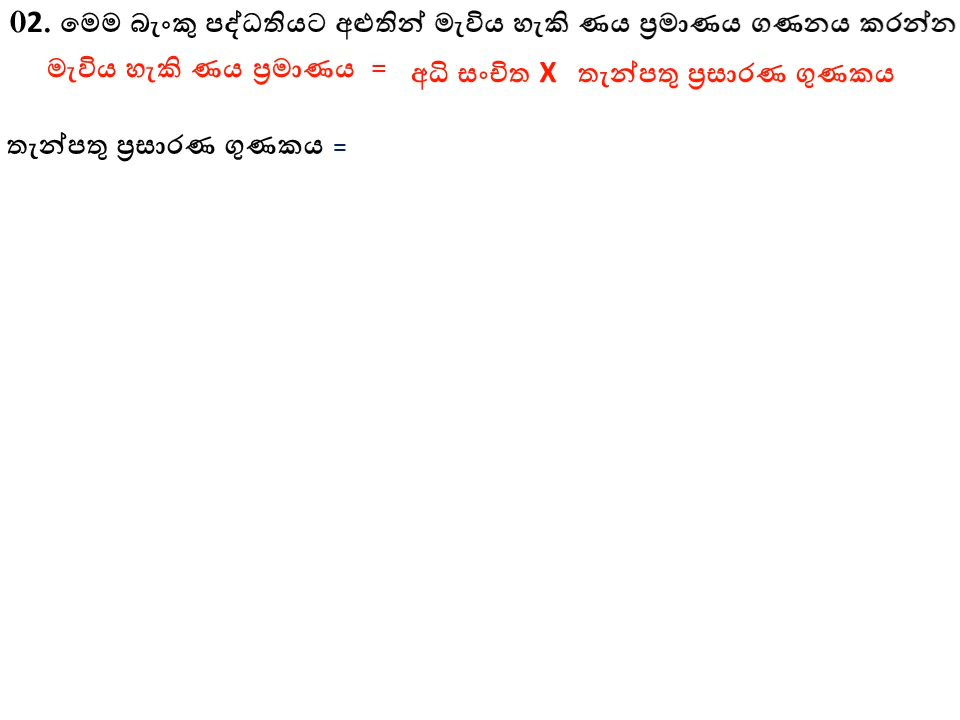 02. මෙම බැංකු පද්ධතියට අළුතින් මැවිය හැකි ණය ප්‍රමාණය ගණනය කරන්න
මැවිය හැකි ණය ප්‍රමාණය = අධි සංචිත X තැන්පතු ප්‍රසාරණ ගුණකය
තැන්පතු ප්‍රසාරණ ගුණකය =